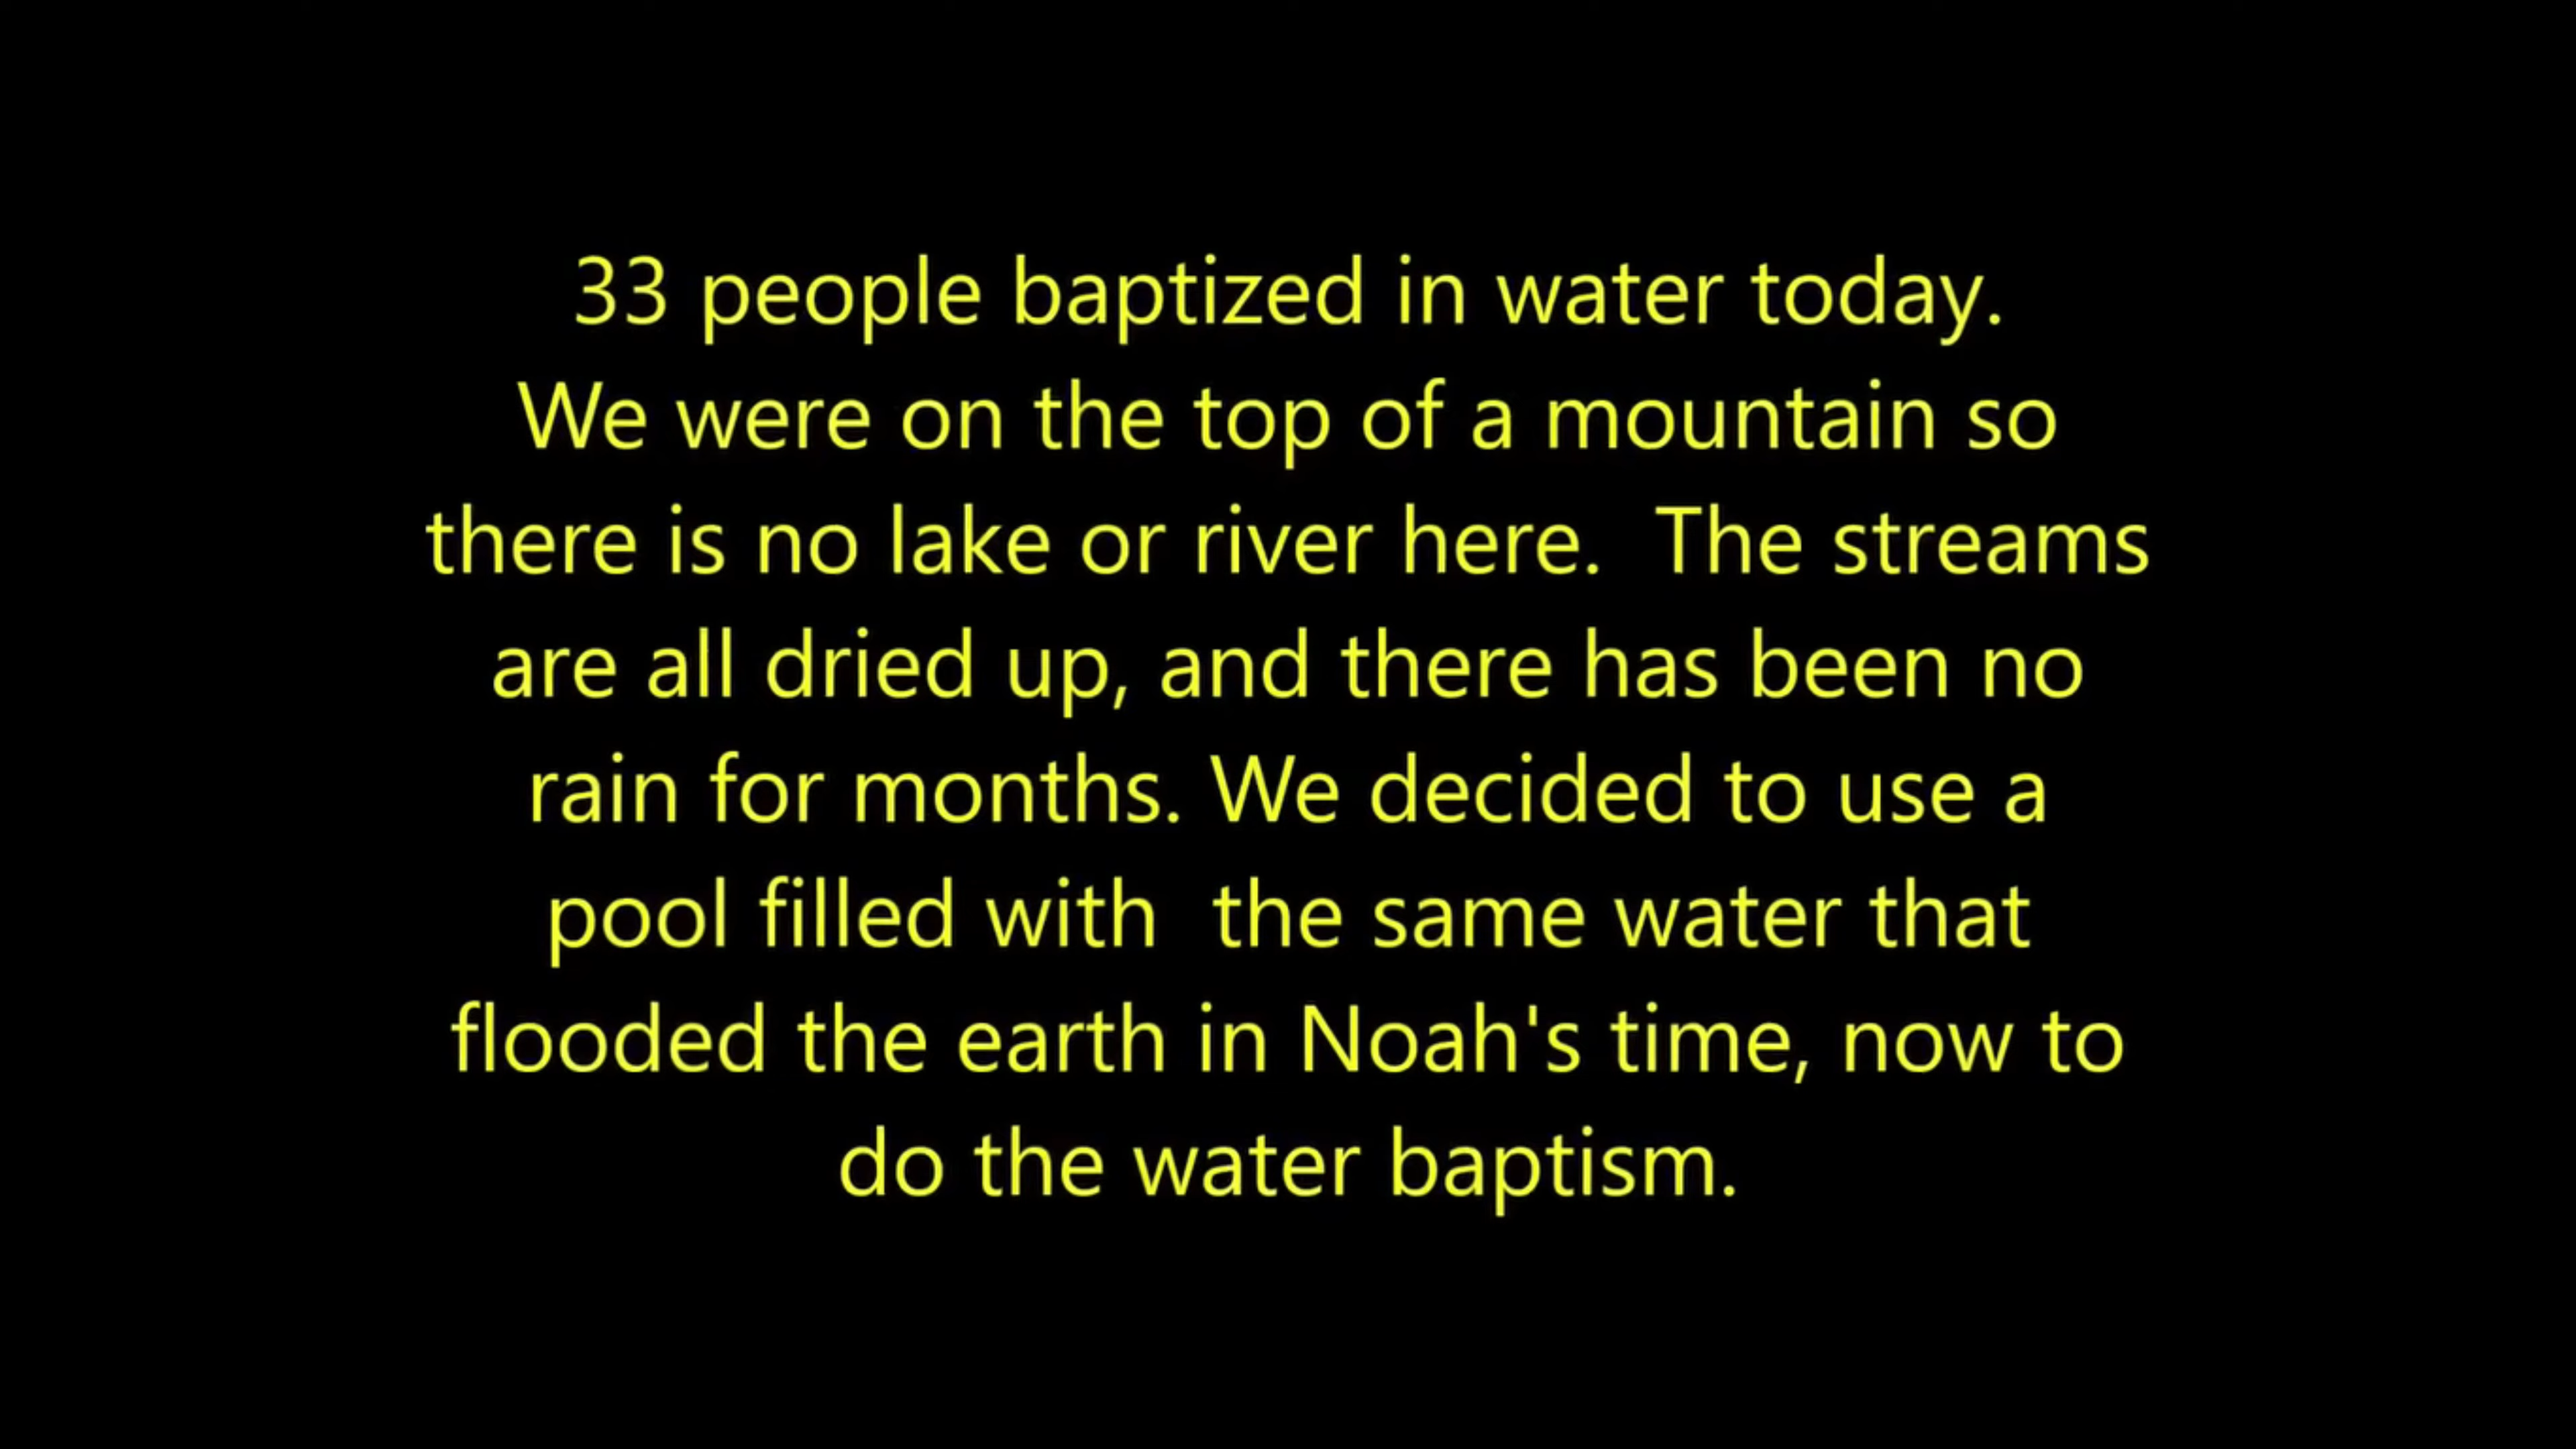 33 people baptized in water today.
We were on the top of a mountain so
there is no lake or river here.  The streams
are all dried up, and there has been no
rain for months. We decided to use a
pool filled with  the same water that
flooded the earth in Noah's time, now to
do the water baptism.